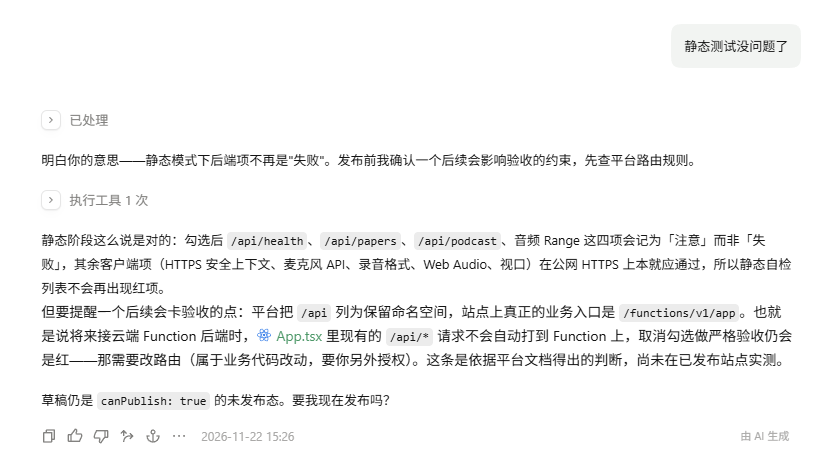 静态测试没问题了
已处理
明白你的意思——静态模式下后端项不再是"失败"。发布前我确认一个后续会影响验收的约束，先查平台路由规则。
执行工具 1 次
静态阶段这么说是对的：勾选后 /api/health、/api/papers、/api/podcast、音频 Range 这四项会记为「注意」而非「失
败」，其余客户端项（HTTPS 安全上下文、麦克风 API、录音格式、Web Audio、视口）在公网 HTTPS 上本就应通过，所以静态自检
列表不会再出现红项。
但要提醒一个后续会卡验收的点：平台把 /api 列为保留命名空间，站点上真正的业务入口是 /functions/v1/app。也就
是说将来接云端 Function 后端时，App.tsx 里现有的 /api/* 请求不会自动打到 Function 上，取消勾选做严格验收仍会
是红——那需要改路由（属于业务代码改动，要你另外授权）。这条是依据平台文档得出的判断，尚未在已发布站点实测。
草稿仍是 canPublish: true 的未发布态。要我现在发布吗？
2026-11-22 15:26
由 AI 生成